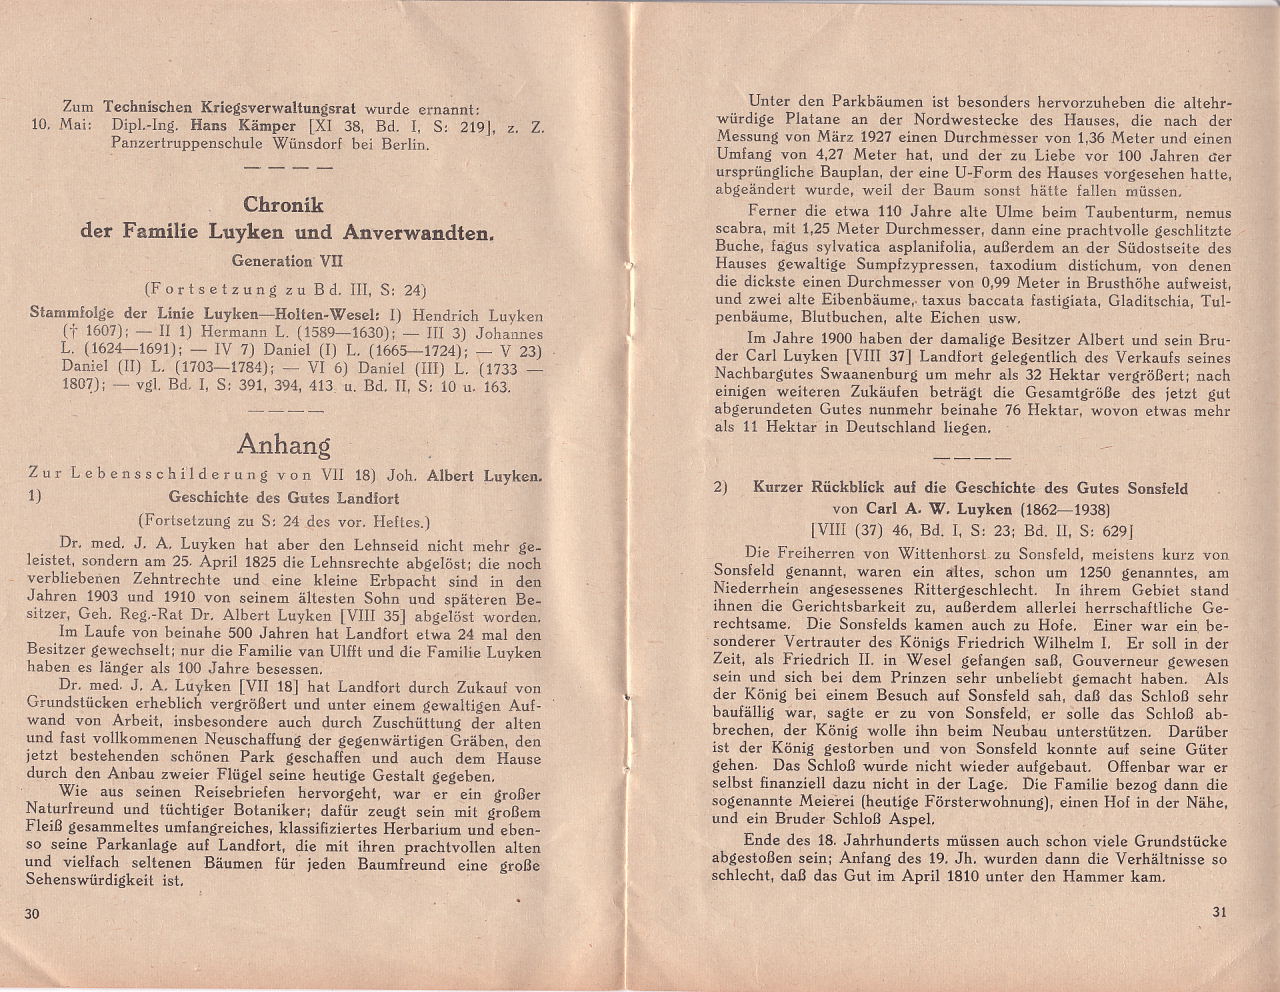 Zum Technischen Kriegsverwaltungsrat wurde ernannt:
10. Mai: Dipl.-Ing. Hans Kämper [XI 38, Bd. I, S: 219], z. Z.
Panzertruppenschule Wünsdorf bei Berlin.
— — — —
Chronik
der Familie Luyken und Anverwandten.
Generation VII
(Fortsetzung zu Bd. III, S: 24)
Stammfolge der Linie Luyken—Holten-Wesel: I) Hendrich Luyken
(† 1607); — II 1) Hermann L. (1589—1630); — III 3) Johannes
L. (1624—1691); — IV 7) Daniel (I) L. (1665—1724); — V 23)
Daniel (II) L. (1703—1784); — VI 6) Daniel (III) L. (1733 —
1807); — vgl. Bd. I, S: 391, 394, 413 u. Bd. II, S: 10 u. 163.
— — — —
Anhang
Zur Lebensschilderung von VII 18) Joh. Albert Luyken.
1) Geschichte des Gutes Landfort
(Fortsetzung zu S: 24 des vor. Heftes.)
Dr. med. J. A. Luyken hat aber den Lehnseid nicht mehr ge-
leistet, sondern am 25. April 1825 die Lehnsrechte abgelöst; die noch
verbliebenen Zehntrechte und eine kleine Erbpacht sind in den
Jahren 1903 und 1910 von seinem ältesten Sohn und späteren Be-
sitzer, Geh. Reg.-Rat Dr. Albert Luyken [VIII 35] abgelöst worden.
Im Laufe von beinahe 500 Jahren hat Landfort etwa 24 mal den
Besitzer gewechselt; nur die Familie van Ulfft und die Familie Luyken
haben es länger als 100 Jahre besessen.
Dr. med. J. A. Luyken [VII 18] hat Landfort durch Zukauf von
Grundstücken erheblich vergrößert und unter einem gewaltigen Auf-
wand von Arbeit, insbesondere auch durch Zuschüttung der alten
und fast vollkommenen Neuschaffung der gegenwärtigen Gräben, den
jetzt bestehenden schönen Park geschaffen und auch dem Hause
durch den Anbau zweier Flügel seine heutige Gestalt gegeben.
Wie aus seinen Reisebriefen hervorgeht, war er ein großer
Naturfreund und tüchtiger Botaniker; dafür zeugt sein mit großem
Fleiß gesammeltes umfangreiches, klassifiziertes Herbarium und eben-
so seine Parkanlage auf Landfort, die mit ihren prachtvollen alten
und vielfach seltenen Bäumen für jeden Baumfreund eine große
Sehenswürdigkeit ist.
30
Unter den Parkbäumen ist besonders hervorzuheben die altehr-
würdige Platane an der Nordwestecke des Hauses, die nach der
Messung von März 1927 einen Durchmesser von 1,36 Meter und einen
Umfang von 4,27 Meter hat, und der zu Liebe vor 100 Jahren der
ursprüngliche Bauplan, der eine U-Form des Hauses vorgesehen hatte,
abgeändert wurde, weil der Baum sonst hätte fallen müssen.
Ferner die etwa 110 Jahre alte Ulme beim Taubenturm, nemus
scabra, mit 1,25 Meter Durchmesser, dann eine prachtvolle geschlitzte
Buche, fagus sylvatica asplanifolia, außerdem an der Südostseite des
Hauses gewaltige Sumpfzypressen, taxodium distichum, von denen
die dickste einen Durchmesser von 0,99 Meter in Brusthöhe aufweist,
und zwei alte Eibenbäume, taxus baccata fastigiata, Gladitschia, Tul-
penbäume, Blutbuchen, alte Eichen usw.
Im Jahre 1900 haben der damalige Besitzer Albert und sein Bru-
der Carl Luyken [VIII 37] Landfort gelegentlich des Verkaufs seines
Nachbargutes Swaanenburg um mehr als 32 Hektar vergrößert; nach
einigen weiteren Zukäufen beträgt die Gesamtgröße des jetzt gut
abgerundeten Gutes nunmehr beinahe 76 Hektar, wovon etwas mehr
als 11 Hektar in Deutschland liegen.
— — — —
2) Kurzer Rückblick auf die Geschichte des Gutes Sonsfeld
von Carl A. W. Luyken (1862—1938)
[VIII (37) 46, Bd. I, S: 23; Bd. II, S: 629]
Die Freiherren von Wittenhorst zu Sonsfeld, meistens kurz von
Sonsfeld genannt, waren ein altes, schon um 1250 genanntes, am
Niederrhein angesessenes Rittergeschlecht. In ihrem Gebiet stand
ihnen die Gerichtsbarkeit zu, außerdem allerlei herrschaftliche Ge-
rechtsame. Die Sonsfelds kamen auch zu Hofe. Einer war ein be-
sonderer Vertrauter des Königs Friedrich Wilhelm I. Er soll in der
Zeit, als Friedrich II. in Wesel gefangen saß, Gouverneur gewesen
sein und sich bei dem Prinzen sehr unbeliebt gemacht haben. Als
der König bei einem Besuch auf Sonsfeld sah, daß das Schloß sehr
baufällig war, sagte er zu von Sonsfeld, er solle das Schloß ab-
brechen, der König wolle ihn beim Neubau unterstützen. Darüber
ist der König gestorben und von Sonsfeld konnte auf seine Güter
gehen. Das Schloß wurde nicht wieder aufgebaut. Offenbar war er
selbst finanziell dazu nicht in der Lage. Die Familie bezog dann die
sogenannte Meierei (heutige Försterwohnung), einen Hof in der Nähe,
und ein Bruder Schloß Aspel.
Ende des 18. Jahrhunderts müssen auch schon viele Grundstücke
abgestoßen sein; Anfang des 19. Jh. wurden dann die Verhältnisse so
schlecht, daß das Gut im April 1810 unter den Hammer kam.
31